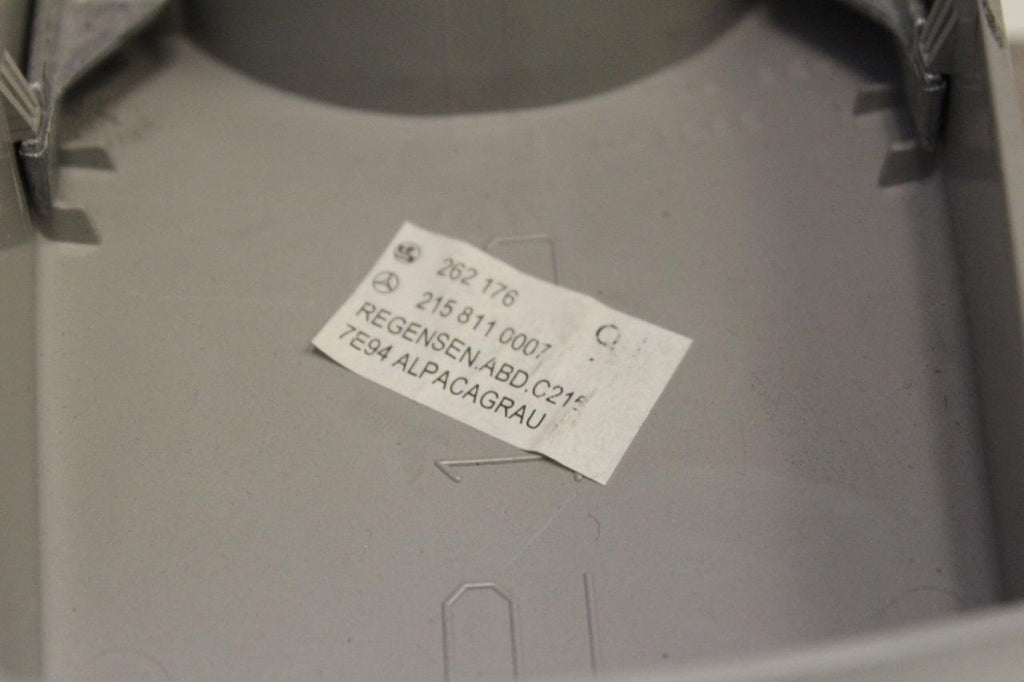 262 176
215 811 0007
REGENSEN.ABD.C215
7E94 ALPACAGRAU